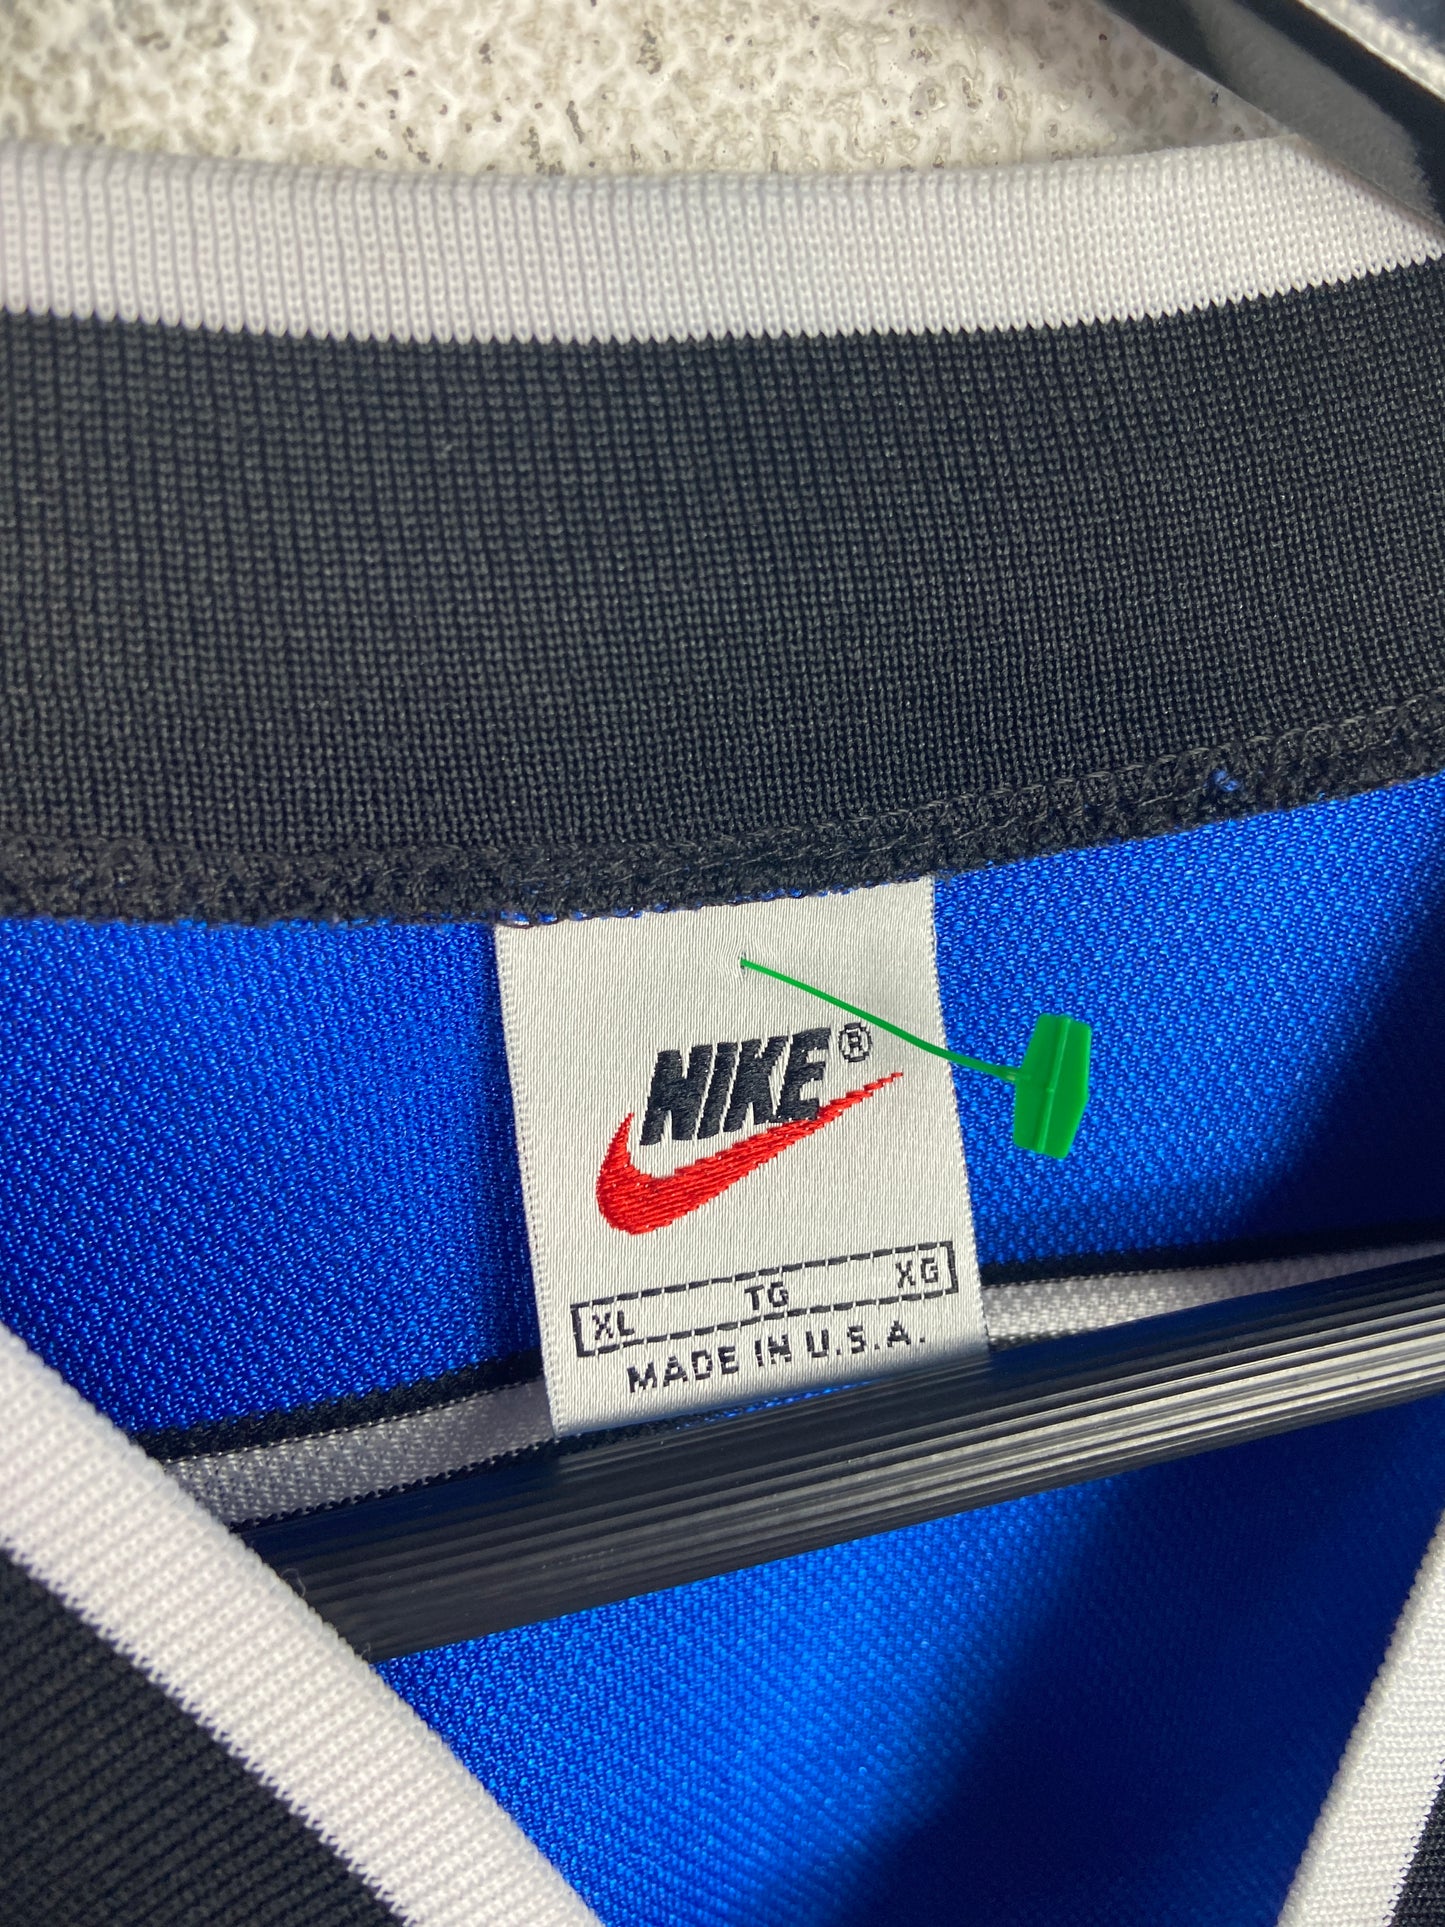 NIKE®
XL TG XG
MADE IN U.S.A.